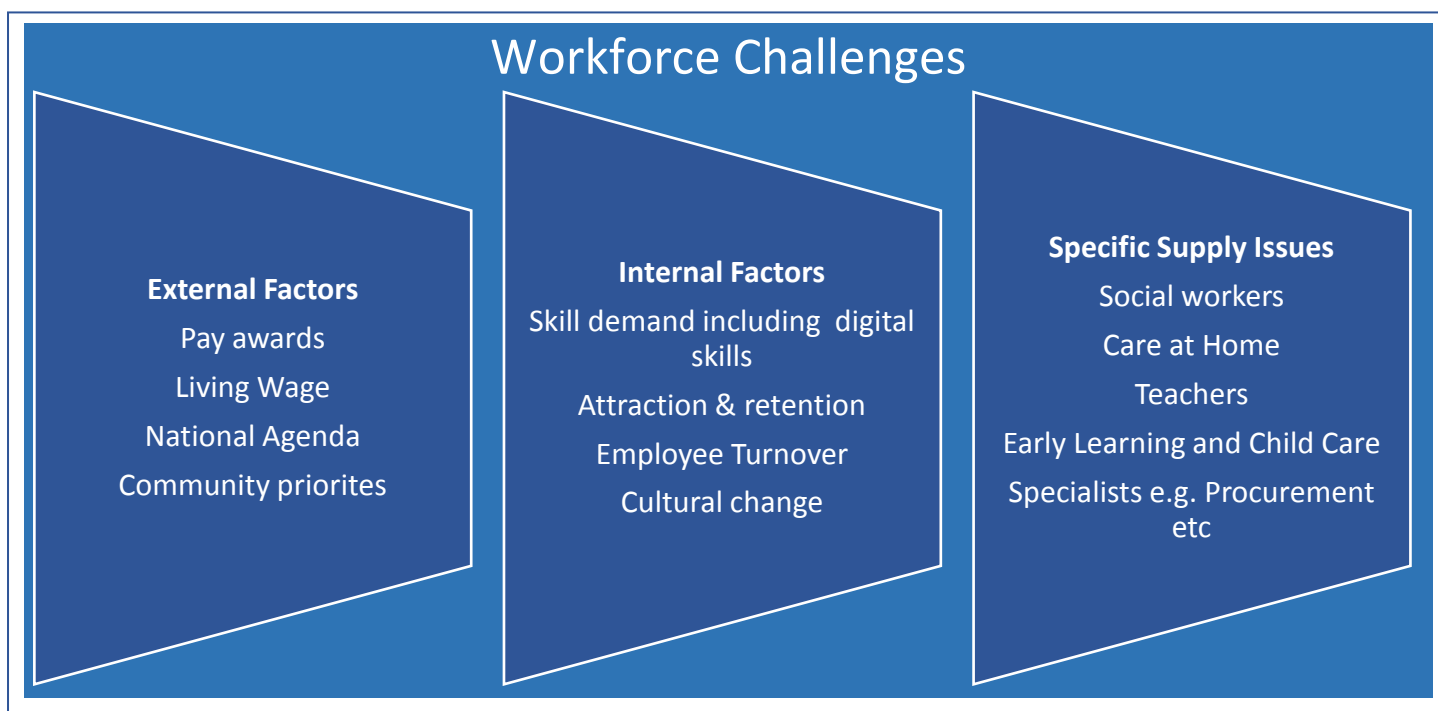 Workforce Challenges
External Factors
Pay awards
Living Wage
National Agenda
Community priorites
Internal Factors
Skill demand including  digital
skills
Attraction & retention
Employee Turnover
Cultural change
Specific Supply Issues
Social workers
Care at Home
Teachers
Early Learning and Child Care
Specialists e.g. Procurement
etc